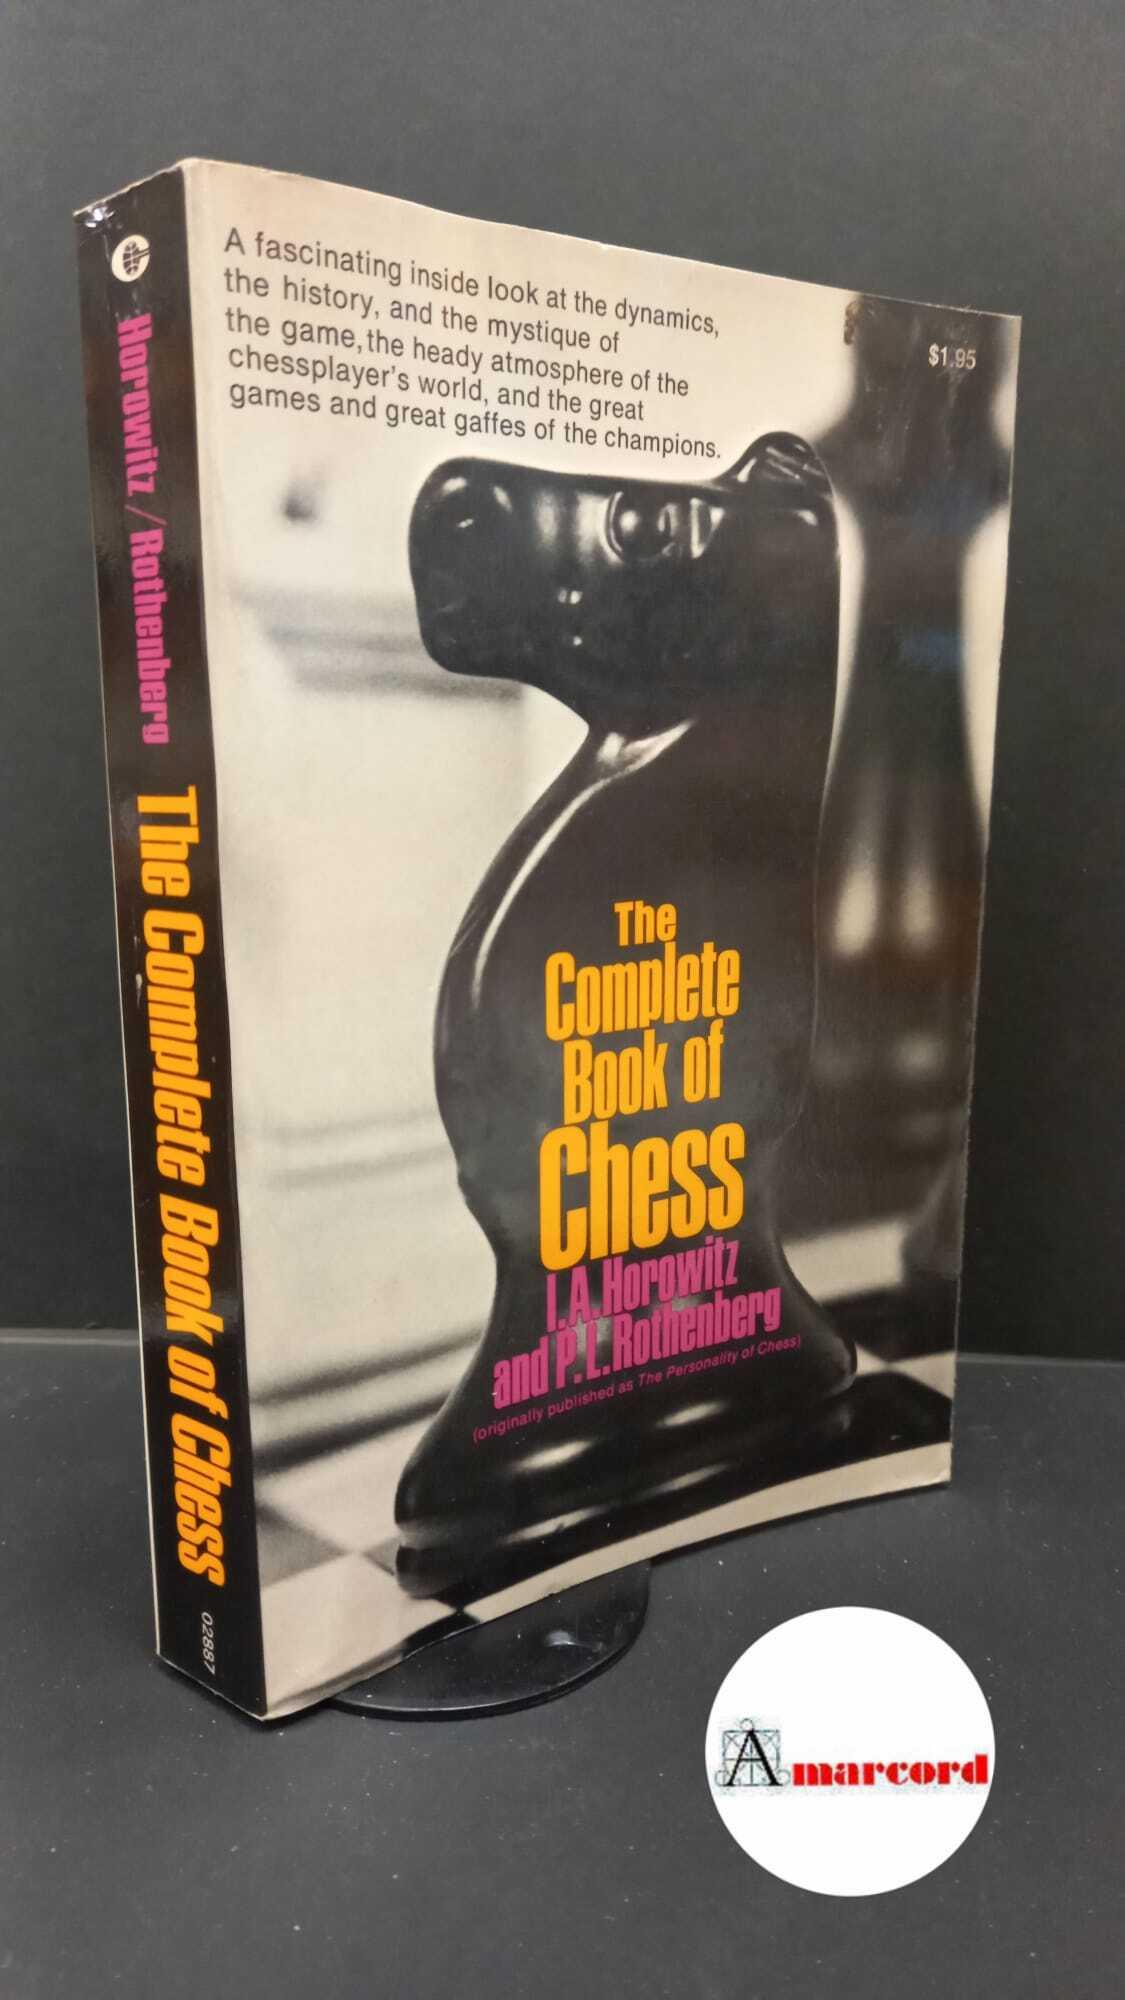 A fascinating inside look at the dynamics,
the history, and the mystique of
the game, the heady atmosphere of the
chessplayer's world, and the great
games and great gaffes of the champions.
$1.95
The
Complete
Book of
Chess
I.A. Horowitz
and P.L. Rothenberg
(originally published as The Personality of Chess)
Horowitz / Rothenberg The Complete Book of Chess 02887
Amarcord